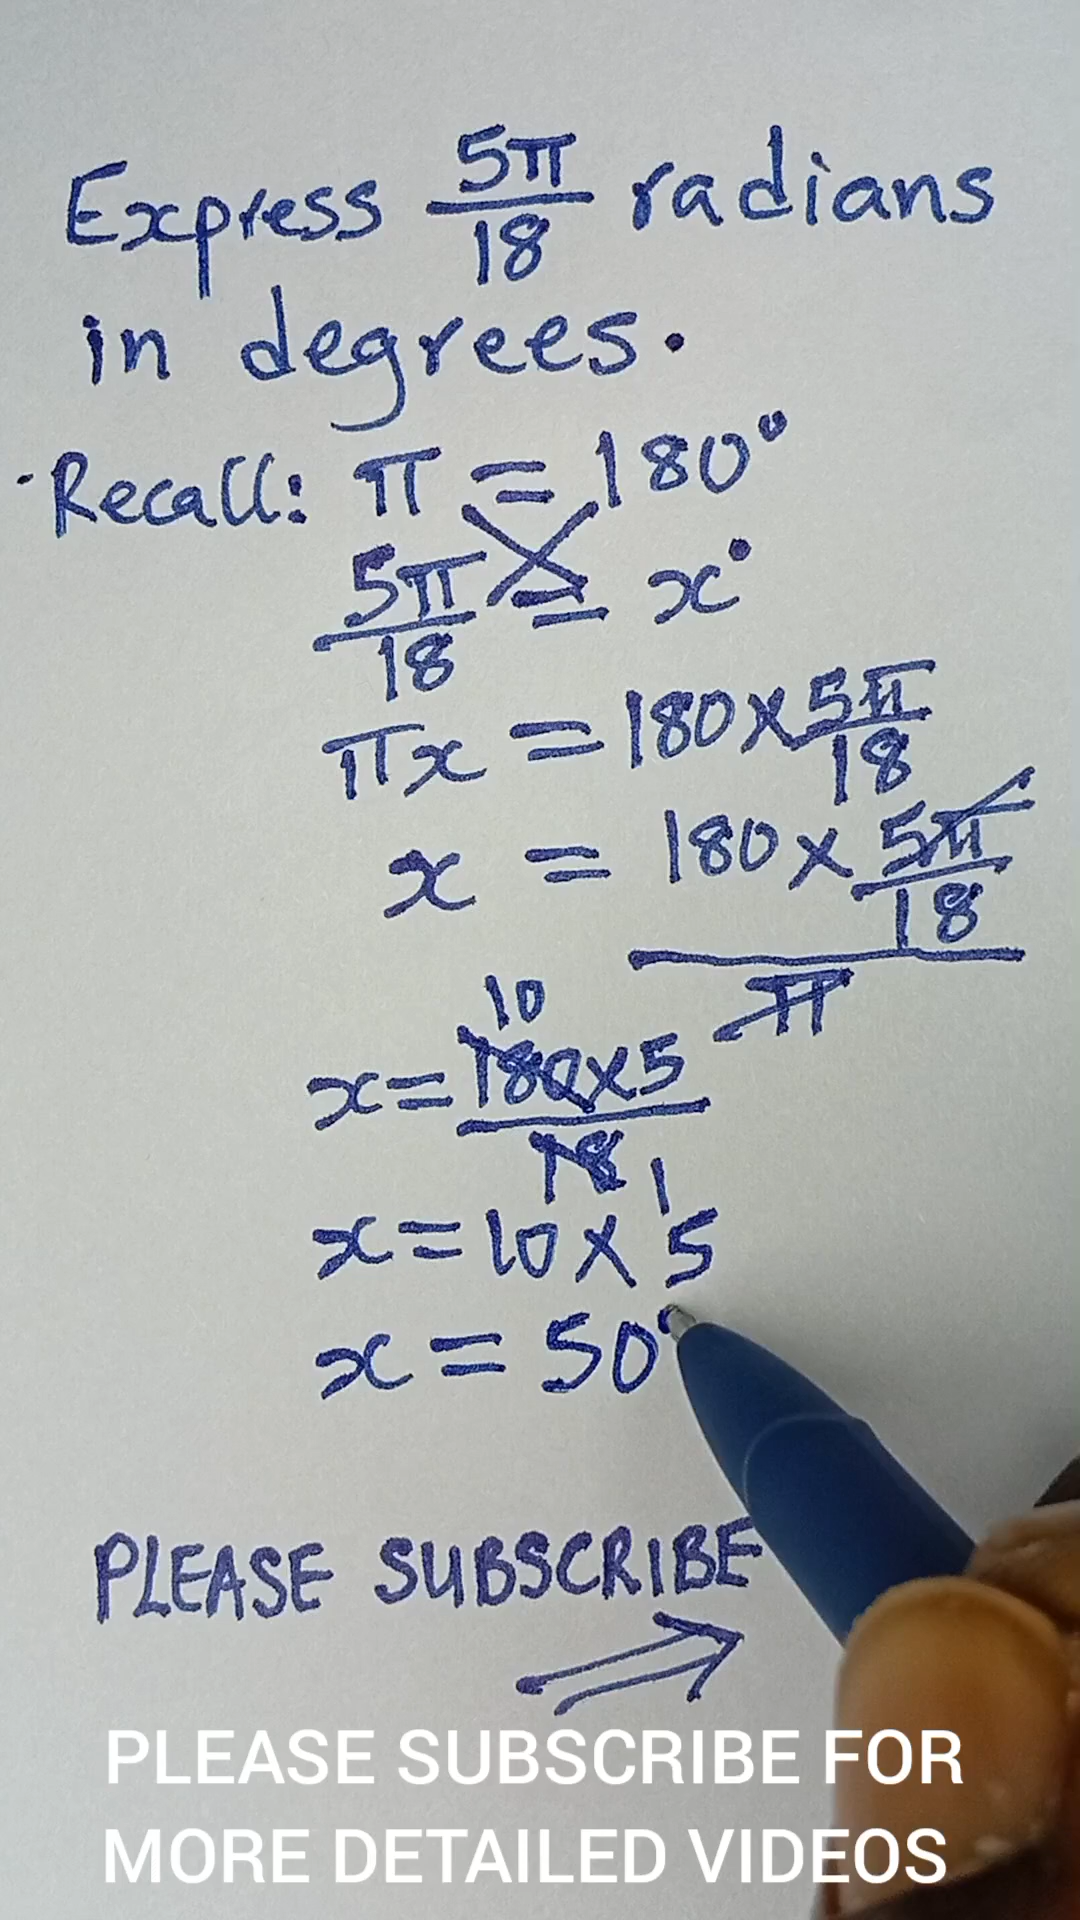 Express 5π/18 radians
in degrees.
Recall: π = 180°
5π/18 = x°
πx = 180 × 5π/18
x = 180 × 5π/18 / π
10
x = 180 × 5 / 18
1
x = 10 × 5
x = 50°
PLEASE SUBSCRIBE
⇒
PLEASE SUBSCRIBE FOR
MORE DETAILED VIDEOS